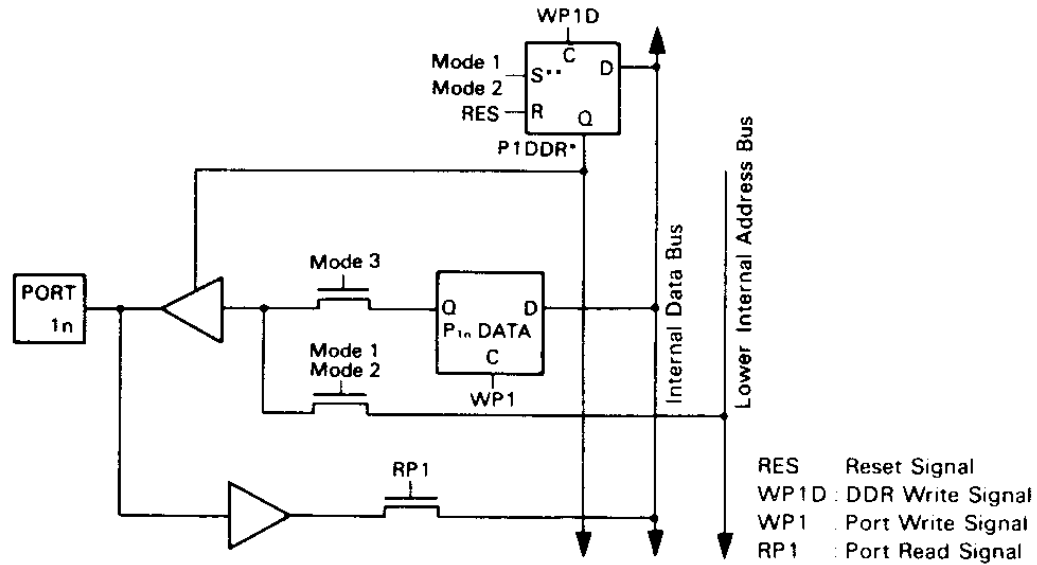 WP1D
C
Mode 1
S** D
Mode 2
RES R
Q
P1DDR*
Internal Data Bus
Lower Internal Address Bus
Mode 3
PORT
1n
Q D
P1n DATA
C
Mode 1
Mode 2
WP1
RP1
RES Reset Signal
WP1D : DDR Write Signal
WP1 : Port Write Signal
RP1 : Port Read Signal